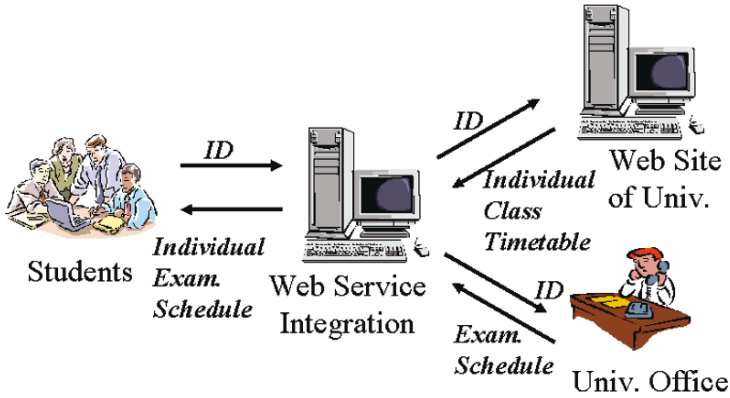 ID
Individual
Exam.
Schedule
Students
Web Service
Integration
ID
Individual
Class
Timetable
Web Site
of Univ.
ID
Exam.
Schedule
Univ. Office